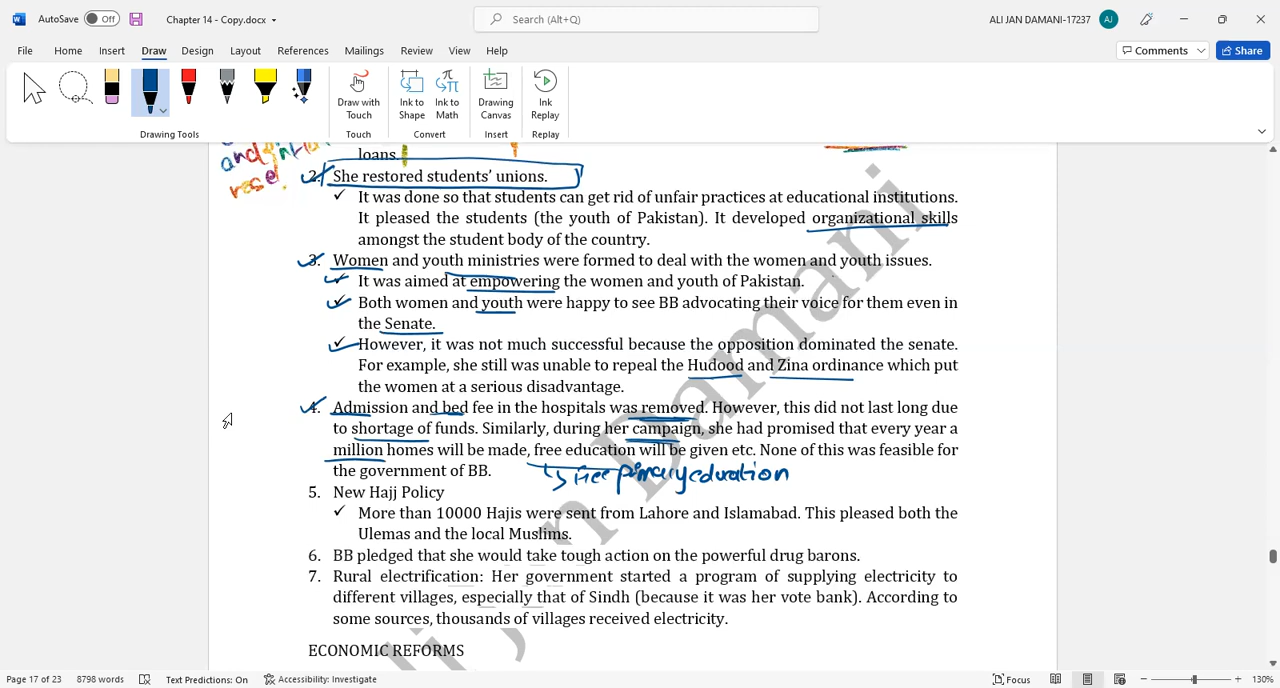 AutoSave Off Chapter 14 - Copy.docx Search (Alt+Q) ALI JAN DAMANI-17237 AJ
File Home Insert Draw Design Layout References Mailings Review View Help Comments Share
Draw with Touch Ink to Shape Ink to Math Drawing Canvas Ink Replay
Drawing Tools Touch Convert Insert Replay
loans.
2. She restored students’ unions.
✓ It was done so that students can get rid of unfair practices at educational institutions.
It pleased the students (the youth of Pakistan). It developed organizational skills
amongst the student body of the country.
3. Women and youth ministries were formed to deal with the women and youth issues.
✓ It was aimed at empowering the women and youth of Pakistan.
✓ Both women and youth were happy to see BB advocating their voice for them even in
the Senate.
✓ However, it was not much successful because the opposition dominated the senate.
For example, she still was unable to repeal the Hudood and Zina ordinance which put
the women at a serious disadvantage.
4. Admission and bed fee in the hospitals was removed. However, this did not last long due
to shortage of funds. Similarly, during her campaign, she had promised that every year a
million homes will be made, free education will be given etc. None of this was feasible for
the government of BB.
Free primary education
5. New Hajj Policy
✓ More than 10000 Hajis were sent from Lahore and Islamabad. This pleased both the
Ulemas and the local Muslims.
6. BB pledged that she would take tough action on the powerful drug barons.
7. Rural electrification: Her government started a program of supplying electricity to
different villages, especially that of Sindh (because it was her vote bank). According to
some sources, thousands of villages received electricity.
ECONOMIC REFORMS
Page 17 of 23 8798 words Text Predictions: On Accessibility: Investigate Focus 130%